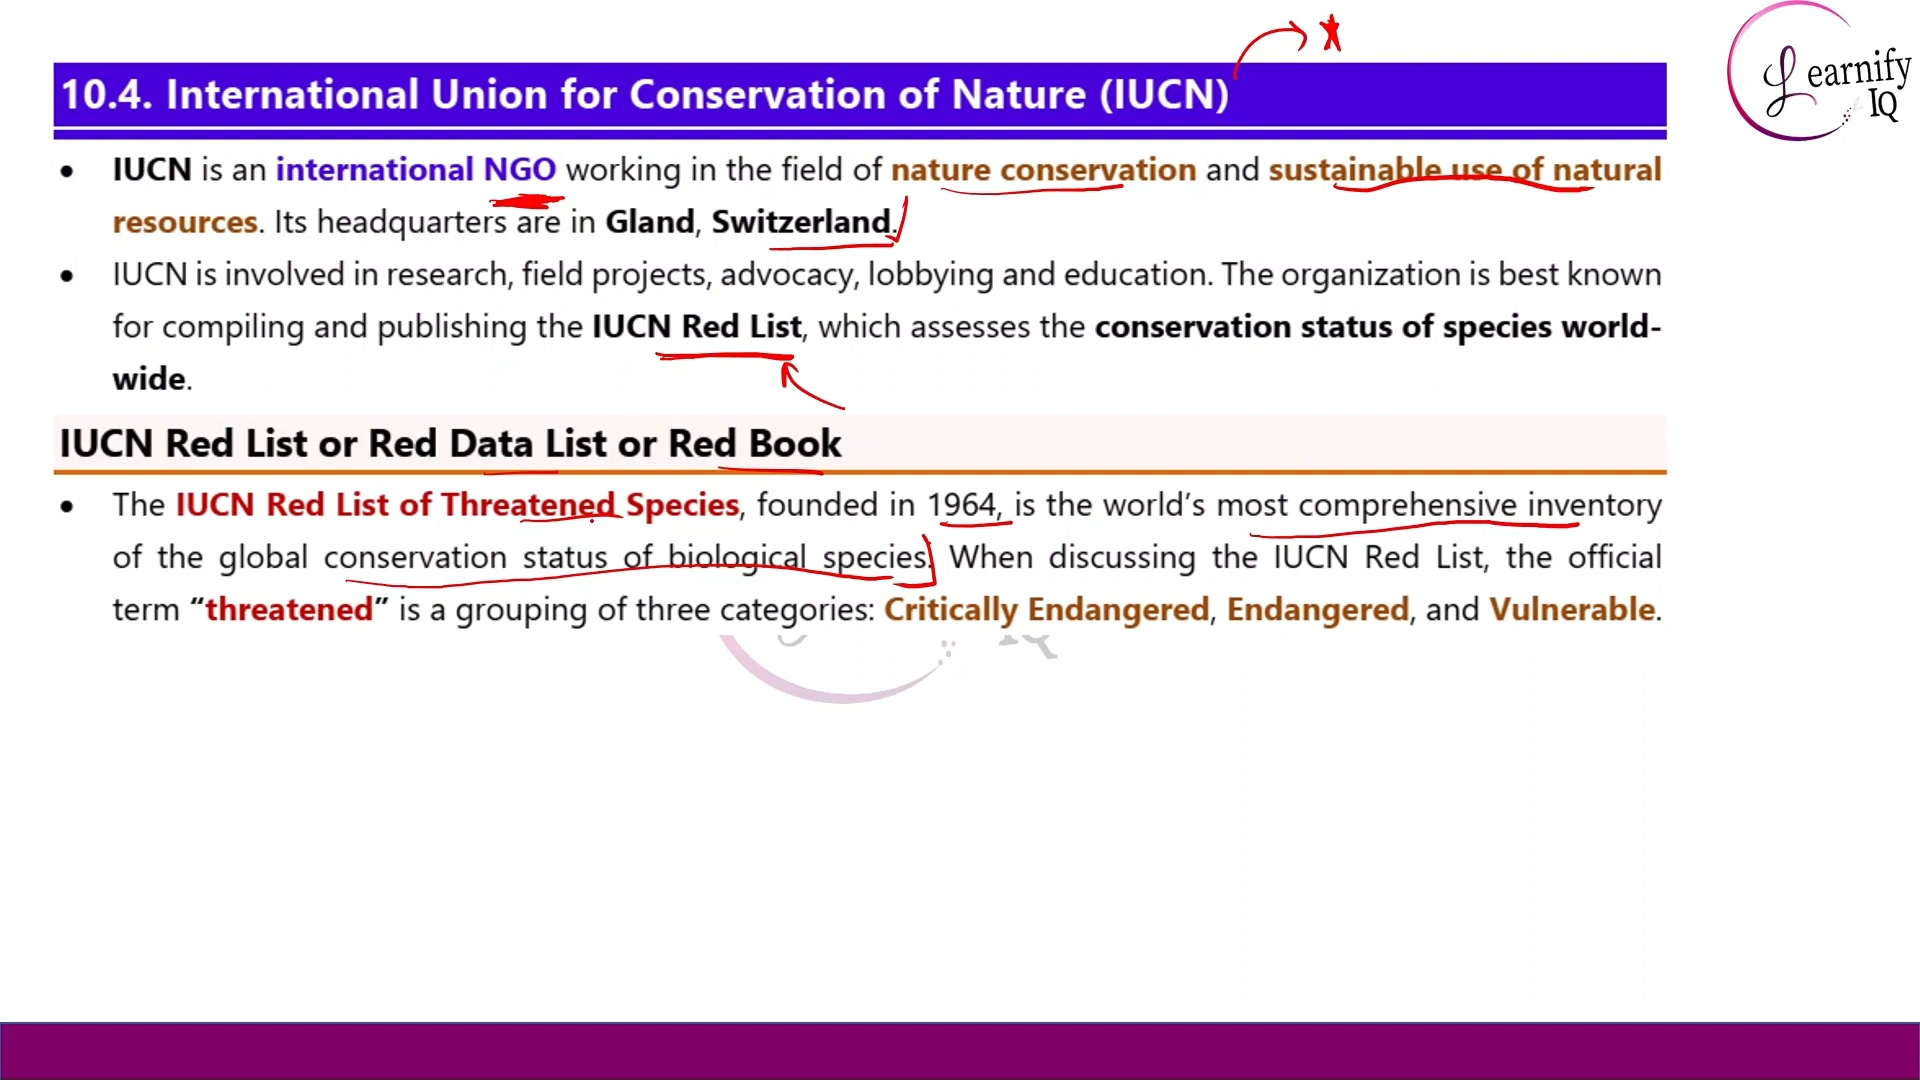 Learnify
IQ
10.4. International Union for Conservation of Nature (IUCN)
• IUCN is an international NGO working in the field of nature conservation and sustainable use of natural
resources. Its headquarters are in Gland, Switzerland.
• IUCN is involved in research, field projects, advocacy, lobbying and education. The organization is best known
for compiling and publishing the IUCN Red List, which assesses the conservation status of species world-
wide.
IUCN Red List or Red Data List or Red Book
• The IUCN Red List of Threatened Species, founded in 1964, is the world’s most comprehensive inventory
of the global conservation status of biological species. When discussing the IUCN Red List, the official
term “threatened” is a grouping of three categories: Critically Endangered, Endangered, and Vulnerable.